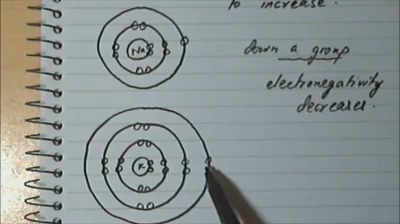 to increase.
Na
down a group
electronegativity
decreases.
K